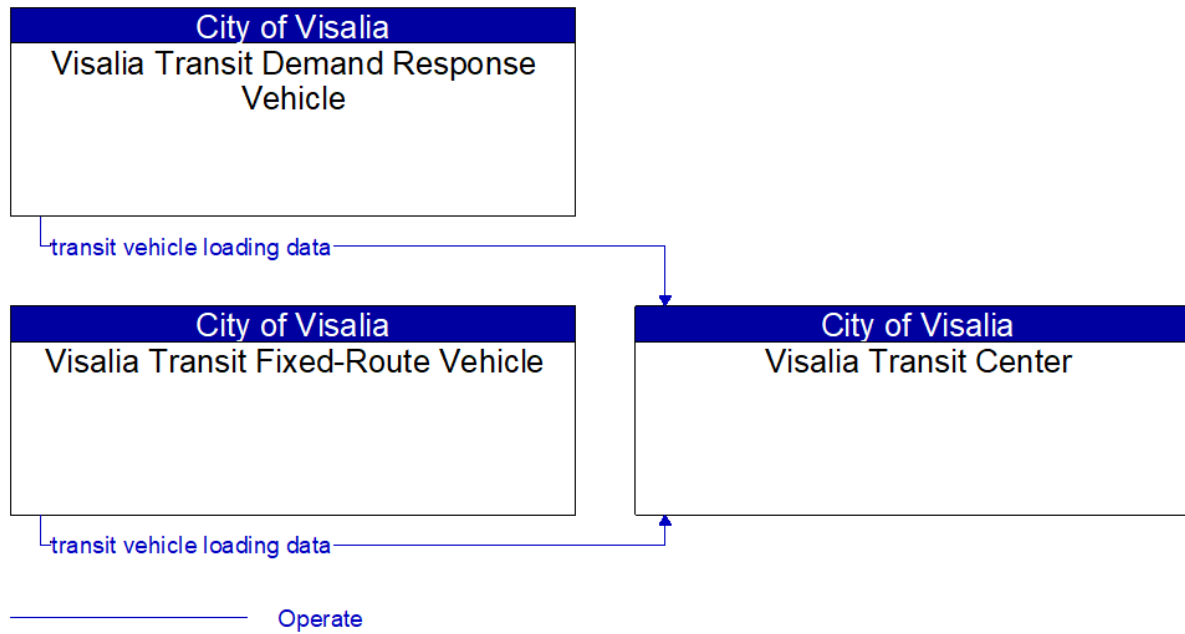 City of Visalia
Visalia Transit Demand Response
Vehicle
transit vehicle loading data
City of Visalia
Visalia Transit Fixed-Route Vehicle
City of Visalia
Visalia Transit Center
transit vehicle loading data
Operate